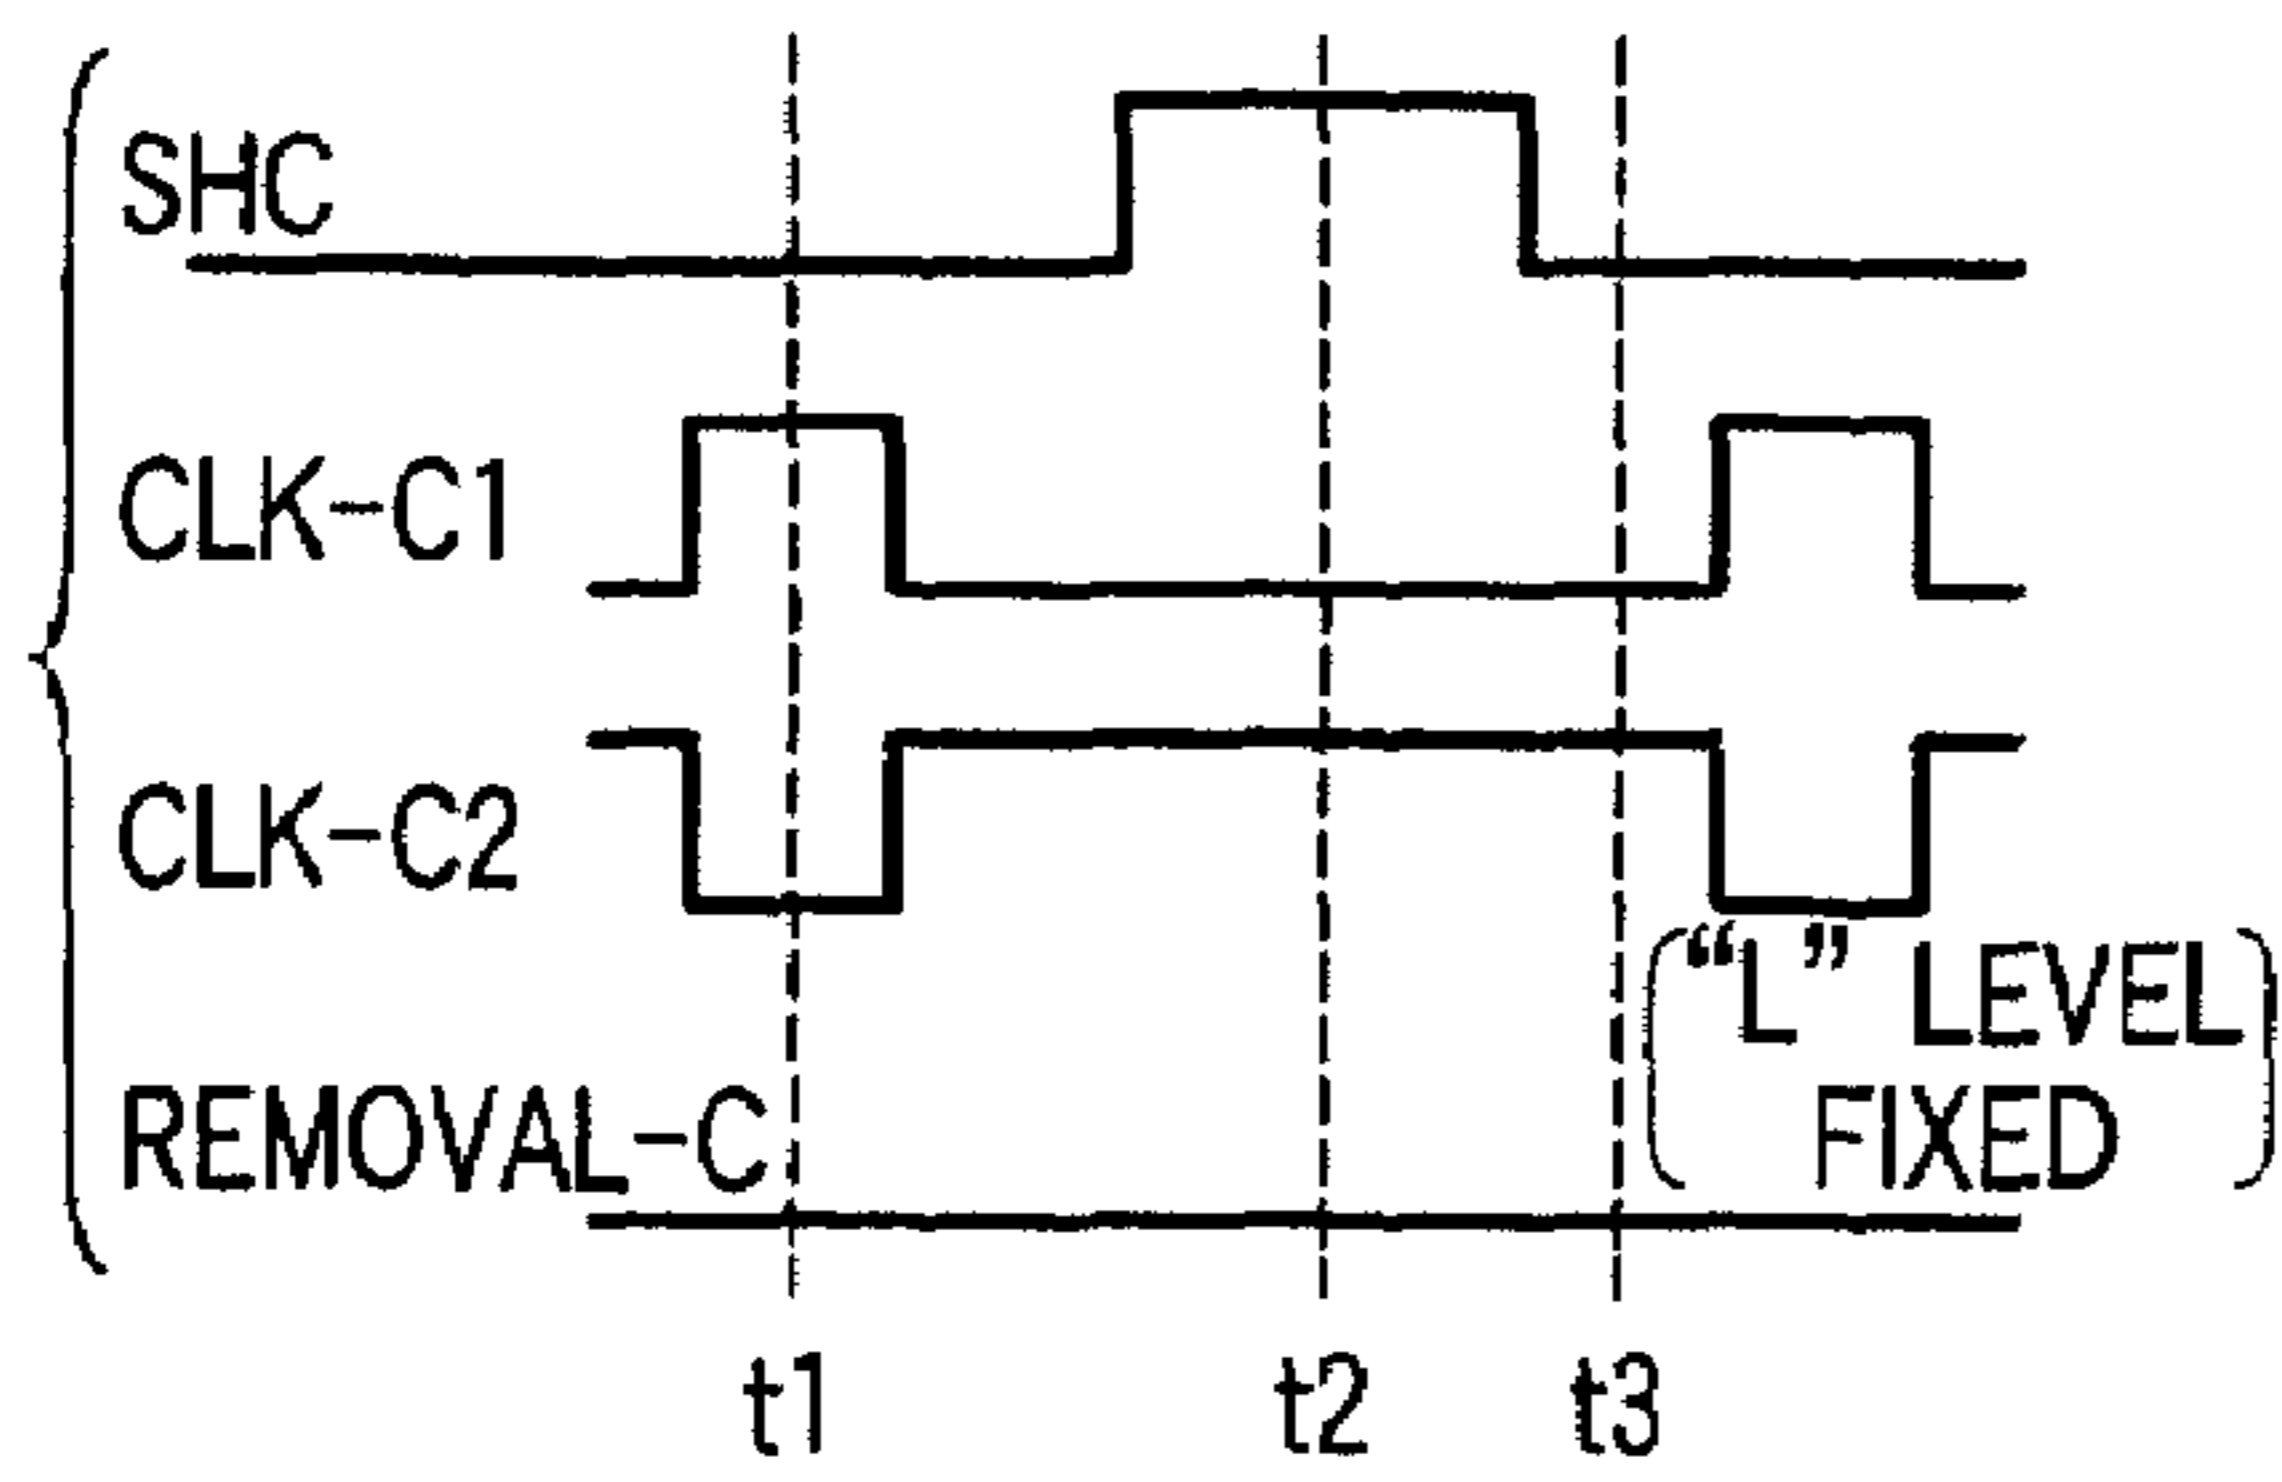 SHC
CLK-C1
CLK-C2
“L” LEVEL
FIXED
REMOVAL-C
t1 t2 t3